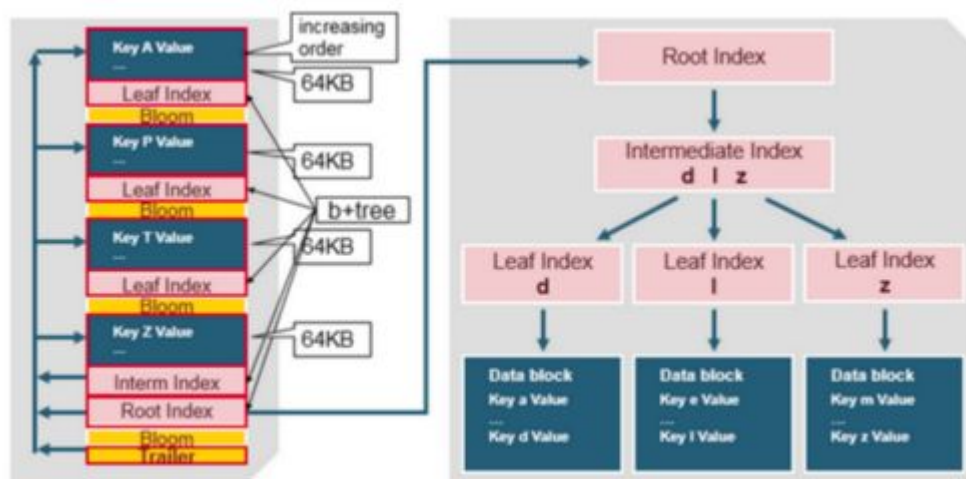 increasing
order
Key A Value
...
64KB
Leaf Index
Bloom
Key P Value
...
64KB
Leaf Index
Bloom
b+tree
Key T Value
...
64KB
Leaf Index
Bloom
Key Z Value
...
64KB
Interm Index
Root Index
Bloom
Trailer
Root Index
Intermediate Index
d l z
Leaf Index
d
Leaf Index
l
Leaf Index
z
Data block
Key a Value
....
Key d Value
Data block
Key e Value
...
Key l Value
Data block
Key m Value
....
Key z Value